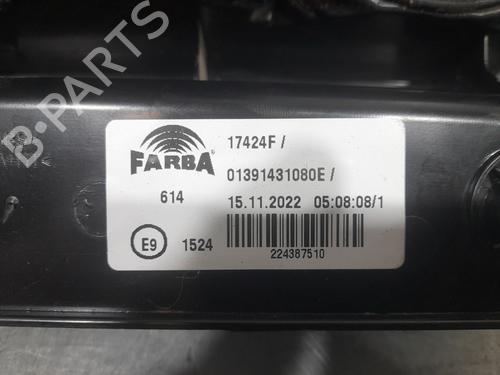 B-PARTS
FARBA
17424F /
01391431080E /
614
15.11.2022 05:08:08/1
E9
1524
224387510